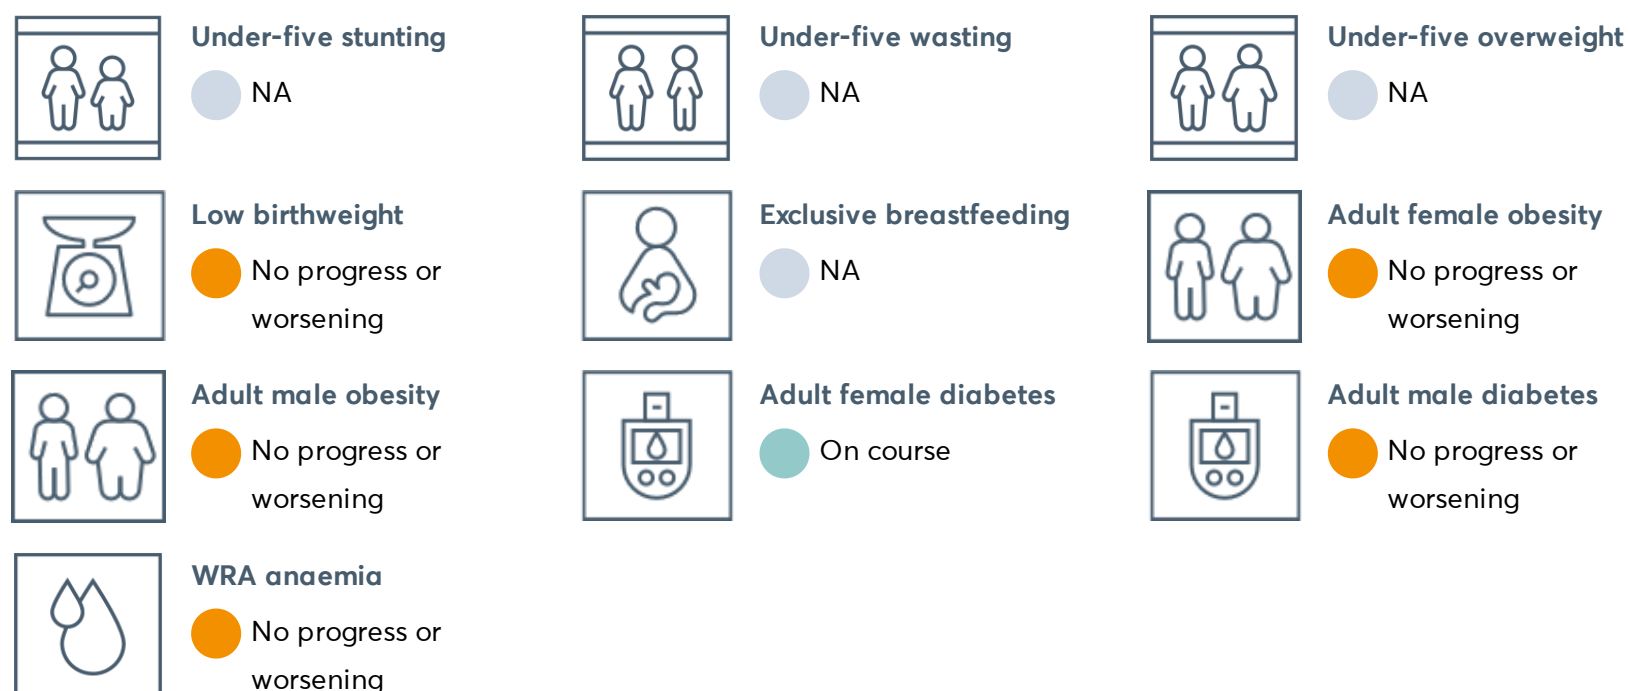 Under-five stunting
NA
Under-five wasting
NA
Under-five overweight
NA
Low birthweight
No progress or
worsening
Exclusive breastfeeding
NA
Adult female obesity
No progress or
worsening
Adult male obesity
No progress or
worsening
Adult female diabetes
On course
Adult male diabetes
No progress or
worsening
WRA anaemia
No progress or
worsening